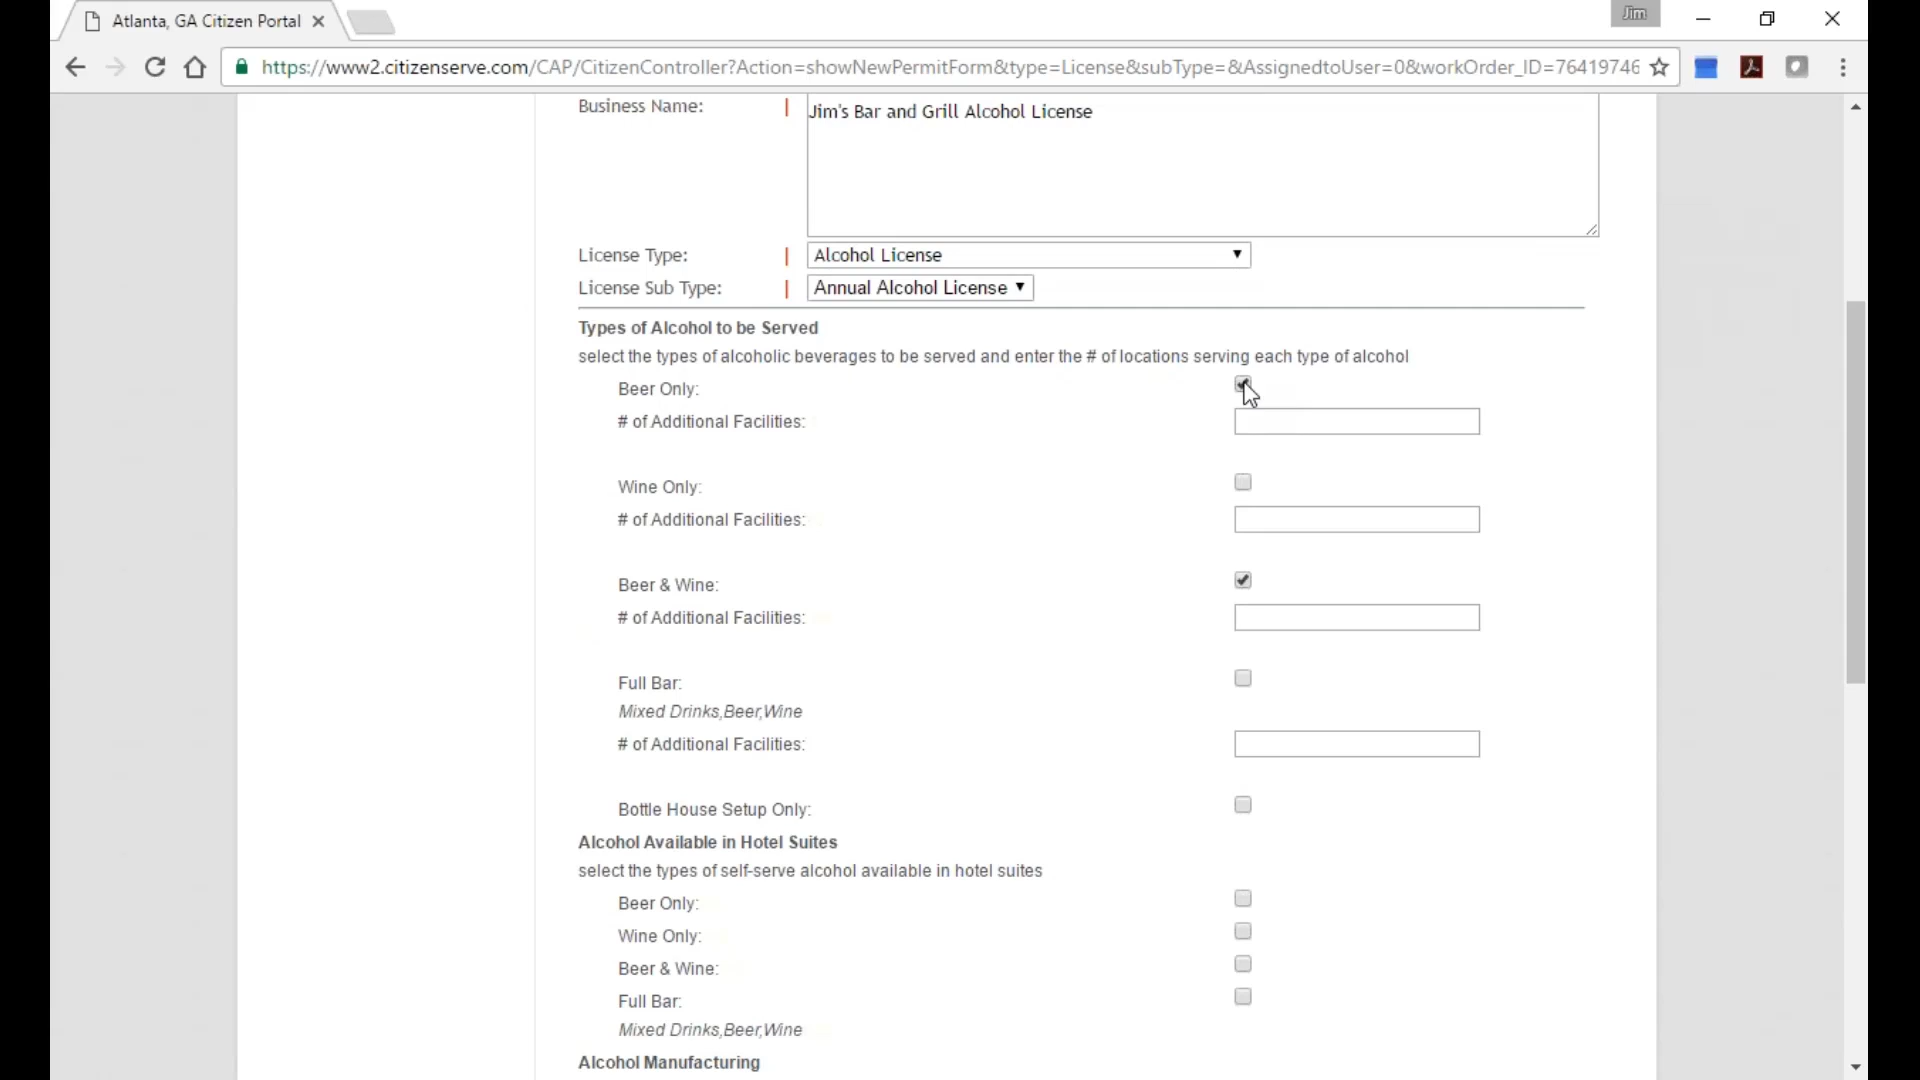 Atlanta, GA Citizen Portal
Jim
https://www2.citizenserve.com/CAP/CitizenController?Action=showNewPermitForm&type=License&subType=&AssignedtoUser=0&workOrder_ID=76419746
Business Name: Jim's Bar and Grill Alcohol License
License Type: Alcohol License
License Sub Type: Annual Alcohol License
Types of Alcohol to be Served
select the types of alcoholic beverages to be served and enter the # of locations serving each type of alcohol
Beer Only:
# of Additional Facilities:
Wine Only:
# of Additional Facilities:
Beer & Wine:
# of Additional Facilities:
Full Bar:
Mixed Drinks,Beer,Wine
# of Additional Facilities:
Bottle House Setup Only:
Alcohol Available in Hotel Suites
select the types of self-serve alcohol available in hotel suites
Beer Only:
Wine Only:
Beer & Wine:
Full Bar:
Mixed Drinks,Beer,Wine
Alcohol Manufacturing